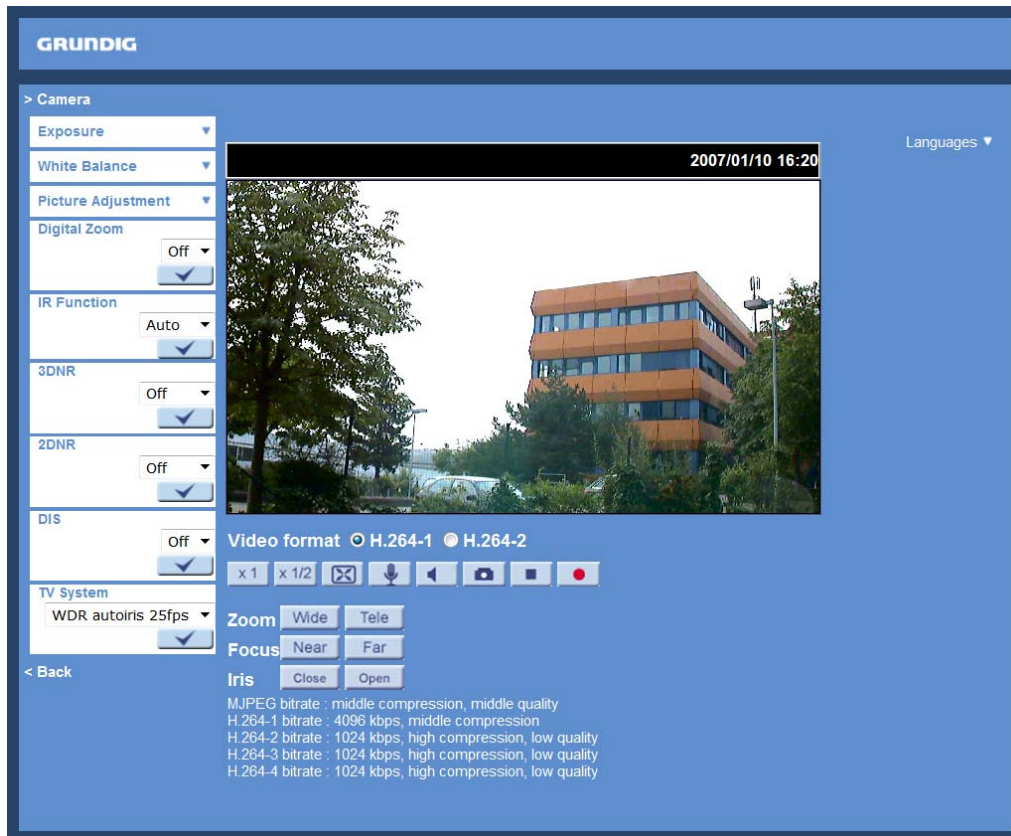 GRUNDIG
> Camera
Exposure
White Balance
Picture Adjustment
Digital Zoom
Off
IR Function
Auto
3DNR
Off
2DNR
Off
DIS
Off
TV System
WDR autoiris 25fps
< Back
Languages
2007/01/10 16:20
Video format H.264-1 H.264-2
x 1 x 1/2
Zoom Wide Tele
Focus Near Far
Iris Close Open
MJPEG bitrate : middle compression, middle quality
H.264-1 bitrate : 4096 kbps, middle compression
H.264-2 bitrate : 1024 kbps, high compression, low quality
H.264-3 bitrate : 1024 kbps, high compression, low quality
H.264-4 bitrate : 1024 kbps, high compression, low quality